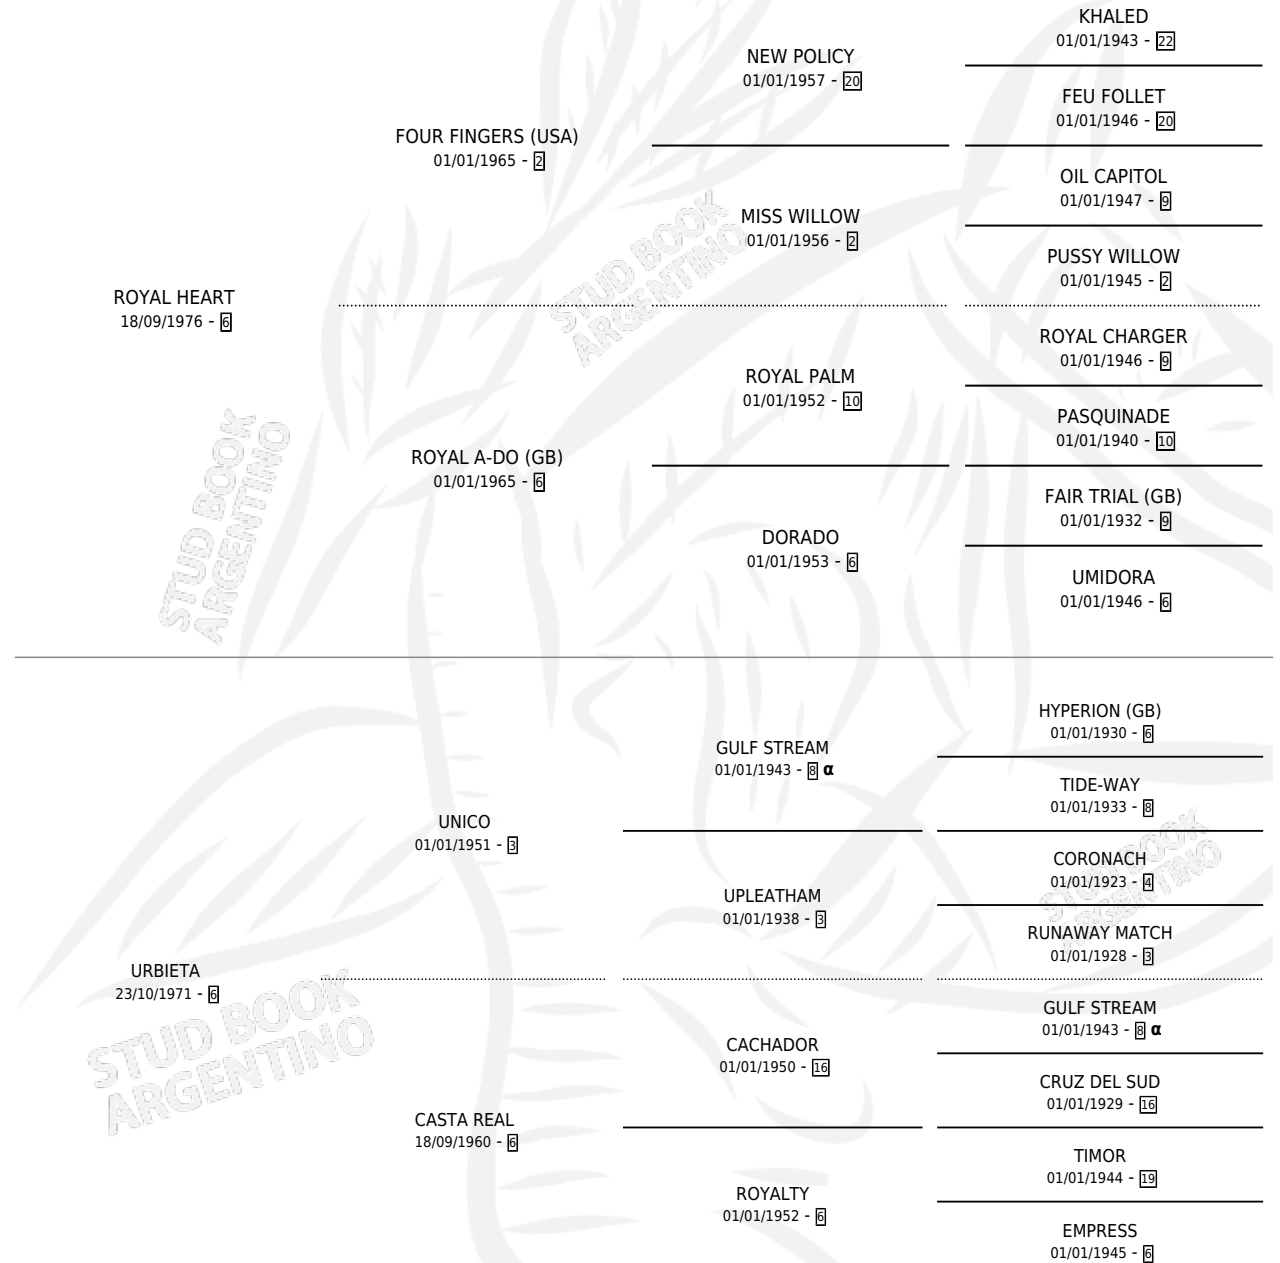 KHALED
01/01/1943 - 22
NEW POLICY
01/01/1957 - 20
FEU FOLLET
01/01/1946 - 20
FOUR FINGERS (USA)
01/01/1965 - 2
OIL CAPITOL
01/01/1947 - 9
MISS WILLOW
01/01/1956 - 2
PUSSY WILLOW
01/01/1945 - 2
STUD BOOK
ARGENTINO
ROYAL HEART
18/09/1976 - 6
ROYAL CHARGER
01/01/1946 - 9
ROYAL PALM
01/01/1952 - 10
PASQUINADE
01/01/1940 - 10
ROYAL A-DO (GB)
01/01/1965 - 6
STUD BOOK
ARGENTINO
FAIR TRIAL (GB)
01/01/1932 - 9
DORADO
01/01/1953 - 6
UMIDORA
01/01/1946 - 6
HYPERION (GB)
01/01/1930 - 6
GULF STREAM
01/01/1943 - 8 α
TIDE-WAY
01/01/1933 - 8
UNICO
01/01/1951 - 3
CORONACH
01/01/1923 - 4
STUD BOOK
ARGENTINO
UPLEATHAM
01/01/1938 - 3
RUNAWAY MATCH
01/01/1928 - 3
URBIETA
23/10/1971 - 6
STUD BOOK
ARGENTINO
GULF STREAM
01/01/1943 - 8 α
CACHADOR
01/01/1950 - 16
CRUZ DEL SUD
01/01/1929 - 16
CASTA REAL
18/09/1960 - 6
TIMOR
01/01/1944 - 19
ROYALTY
01/01/1952 - 6
EMPRESS
01/01/1945 - 6